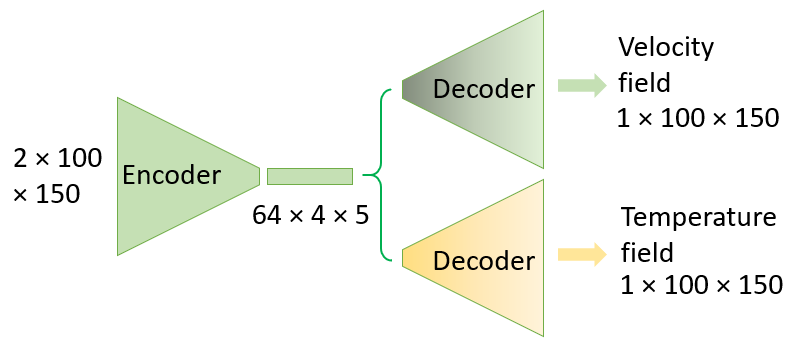 2 × 100
× 150
Encoder
64 × 4 × 5
Decoder
Velocity
field
1 × 100 × 150
Decoder
Temperature
field
1 × 100 × 150